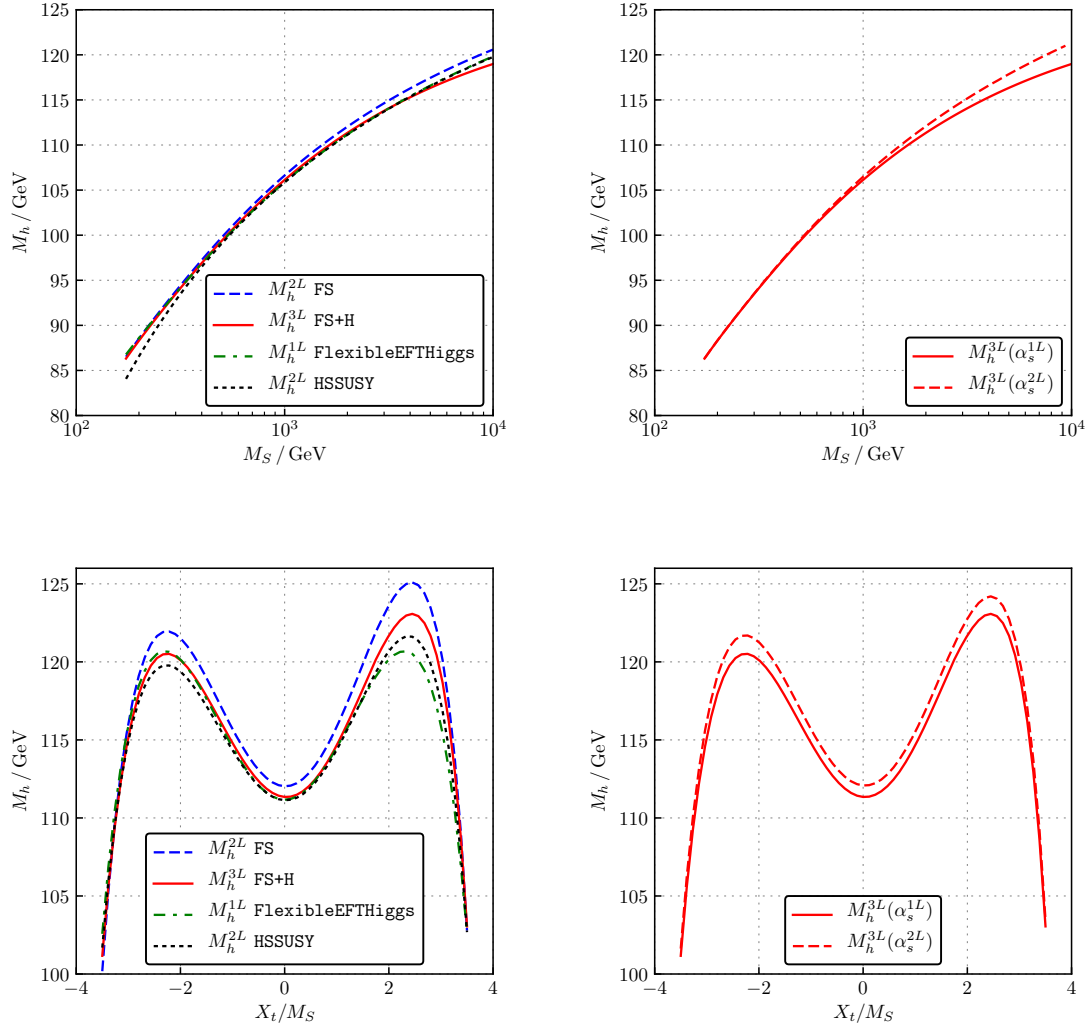 125
120
115
110
105
100
95
90
85
80
M_h / GeV
10^2
10^3
10^4
M_S / GeV
M_h^{2L} FS
M_h^{3L} FS+H
M_h^{1L} FlexibleEFTHiggs
M_h^{2L} HSSUSY
125
120
115
110
105
100
95
90
85
80
M_h / GeV
10^2
10^3
10^4
M_S / GeV
M_h^{3L}(α_s^{1L})
M_h^{3L}(α_s^{2L})
125
120
115
110
105
100
M_h / GeV
−4
−2
0
2
4
X_t/M_S
M_h^{2L} FS
M_h^{3L} FS+H
M_h^{1L} FlexibleEFTHiggs
M_h^{2L} HSSUSY
125
120
115
110
105
100
M_h / GeV
−4
−2
0
2
4
X_t/M_S
M_h^{3L}(α_s^{1L})
M_h^{3L}(α_s^{2L})